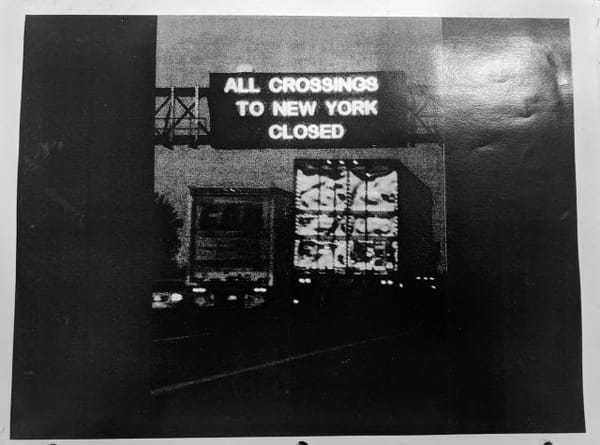 ALL CROSSINGS
TO NEW YORK
CLOSED